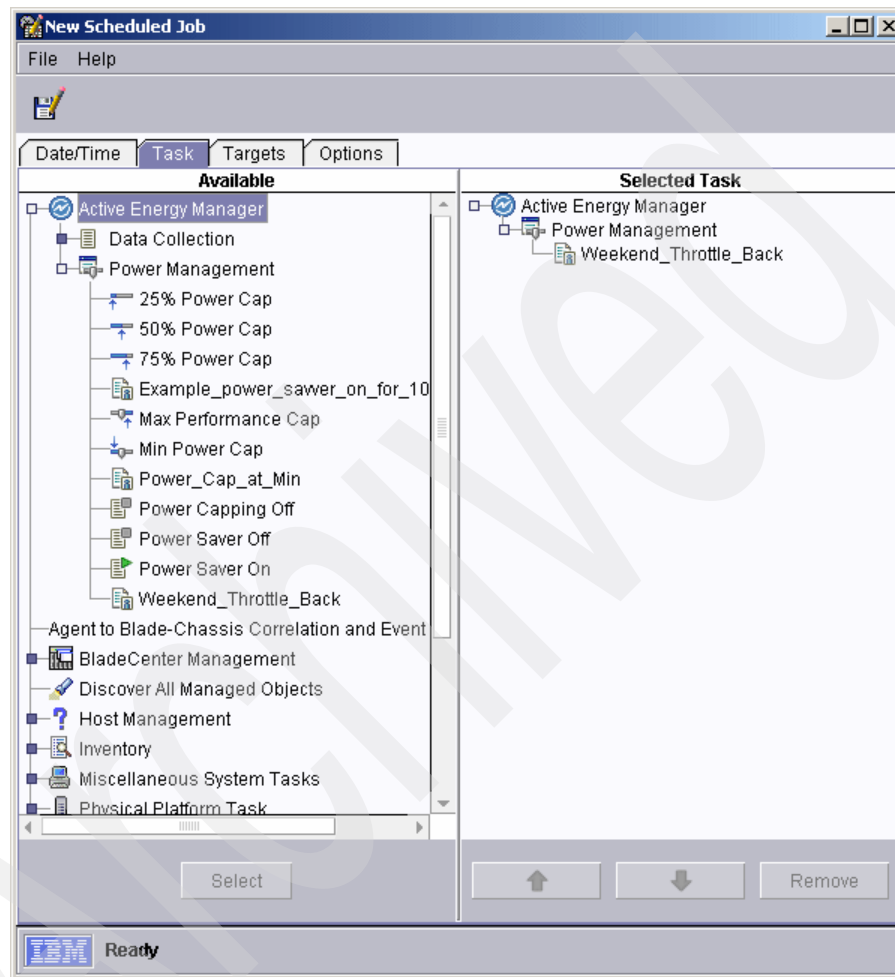 New Scheduled Job
File Help
Date/Time Task Targets Options
Available
Active Energy Manager
Data Collection
Power Management
25% Power Cap
50% Power Cap
75% Power Cap
Example_power_savver_on_for_10
Max Performance Cap
Min Power Cap
Power_Cap_at_Min
Power Capping Off
Power Saver Off
Power Saver On
Weekend_Throttle_Back
Agent to Blade-Chassis Correlation and Event
BladeCenter Management
Discover All Managed Objects
Host Management
Inventory
Miscellaneous System Tasks
Physical Platform Task
Select
Selected Task
Active Energy Manager
Power Management
Weekend_Throttle_Back
Remove
IBM Ready
Archived